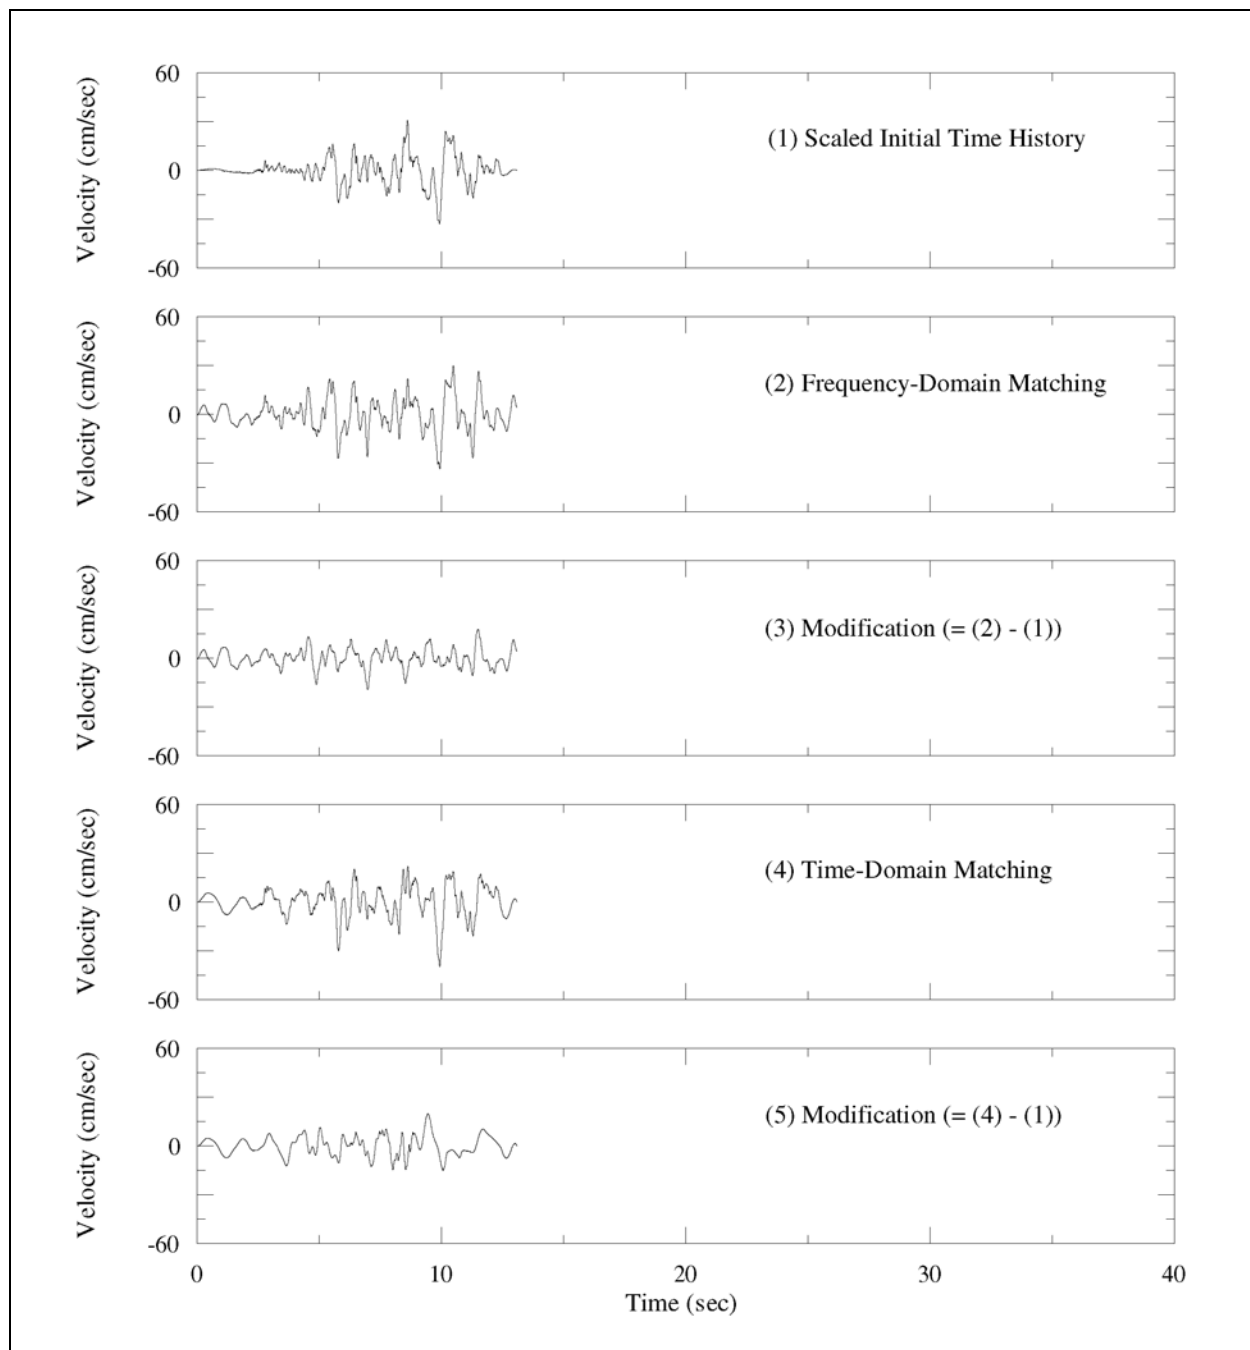 60
Velocity (cm/sec)
(1) Scaled Initial Time History
0
-60
60
Velocity (cm/sec)
(2) Frequency-Domain Matching
0
-60
60
Velocity (cm/sec)
(3) Modification (= (2) - (1))
0
-60
60
Velocity (cm/sec)
(4) Time-Domain Matching
0
-60
60
Velocity (cm/sec)
(5) Modification (= (4) - (1))
0
-60
0 10 20 30 40
Time (sec)